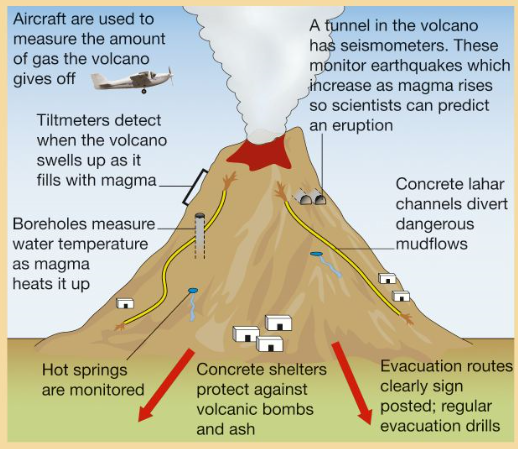 Aircraft are used to
measure the amount
of gas the volcano
gives off
A tunnel in the volcano
has seismometers. These
monitor earthquakes which
increase as magma rises
so scientists can predict
an eruption
Tiltmeters detect
when the volcano
swells up as it
fills with magma
Concrete lahar
channels divert
dangerous
mudflows
Boreholes measure
water temperature
as magma
heats it up
Hot springs
are monitored
Concrete shelters
protect against
volcanic bombs
and ash
Evacuation routes
clearly sign
posted; regular
evacuation drills